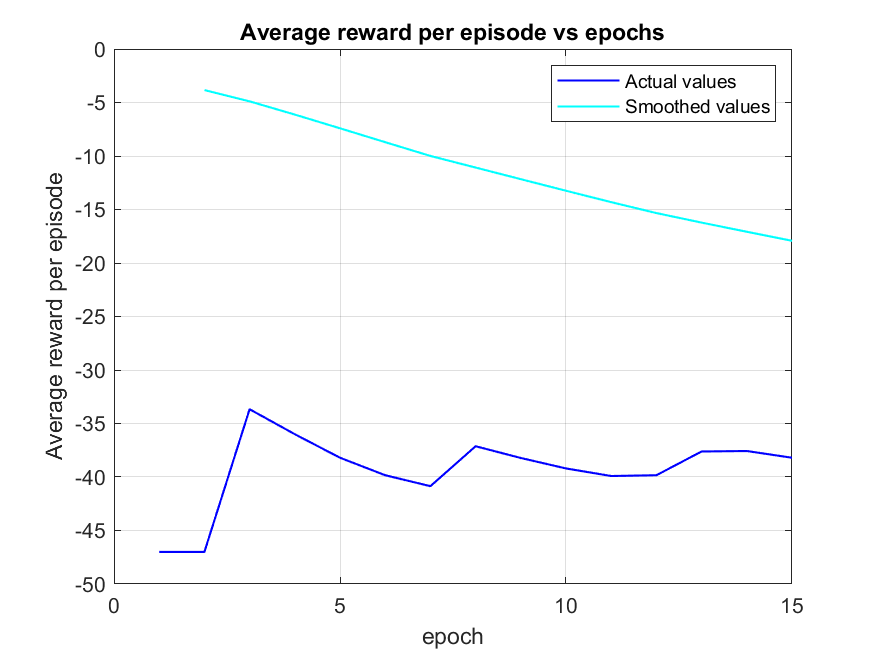 Average reward per episode vs epochs
Actual values
Smoothed values
Average reward per episode
0
-5
-10
-15
-20
-25
-30
-35
-40
-45
-50
0 5 10 15
epoch